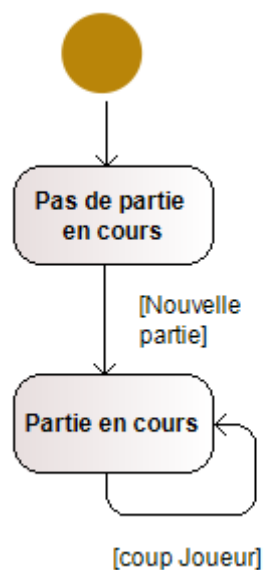 Pas de partie
en cours
[Nouvelle
partie]
Partie en cours
[coup Joueur]